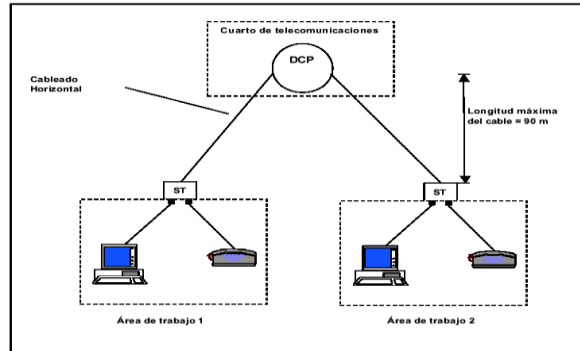 Cuarto de telecomunicaciones
DCP
Cableado
Horizontal
Longitud máxima
del cable = 90 m
ST
ST
Área de trabajo 1
Área de trabajo 2